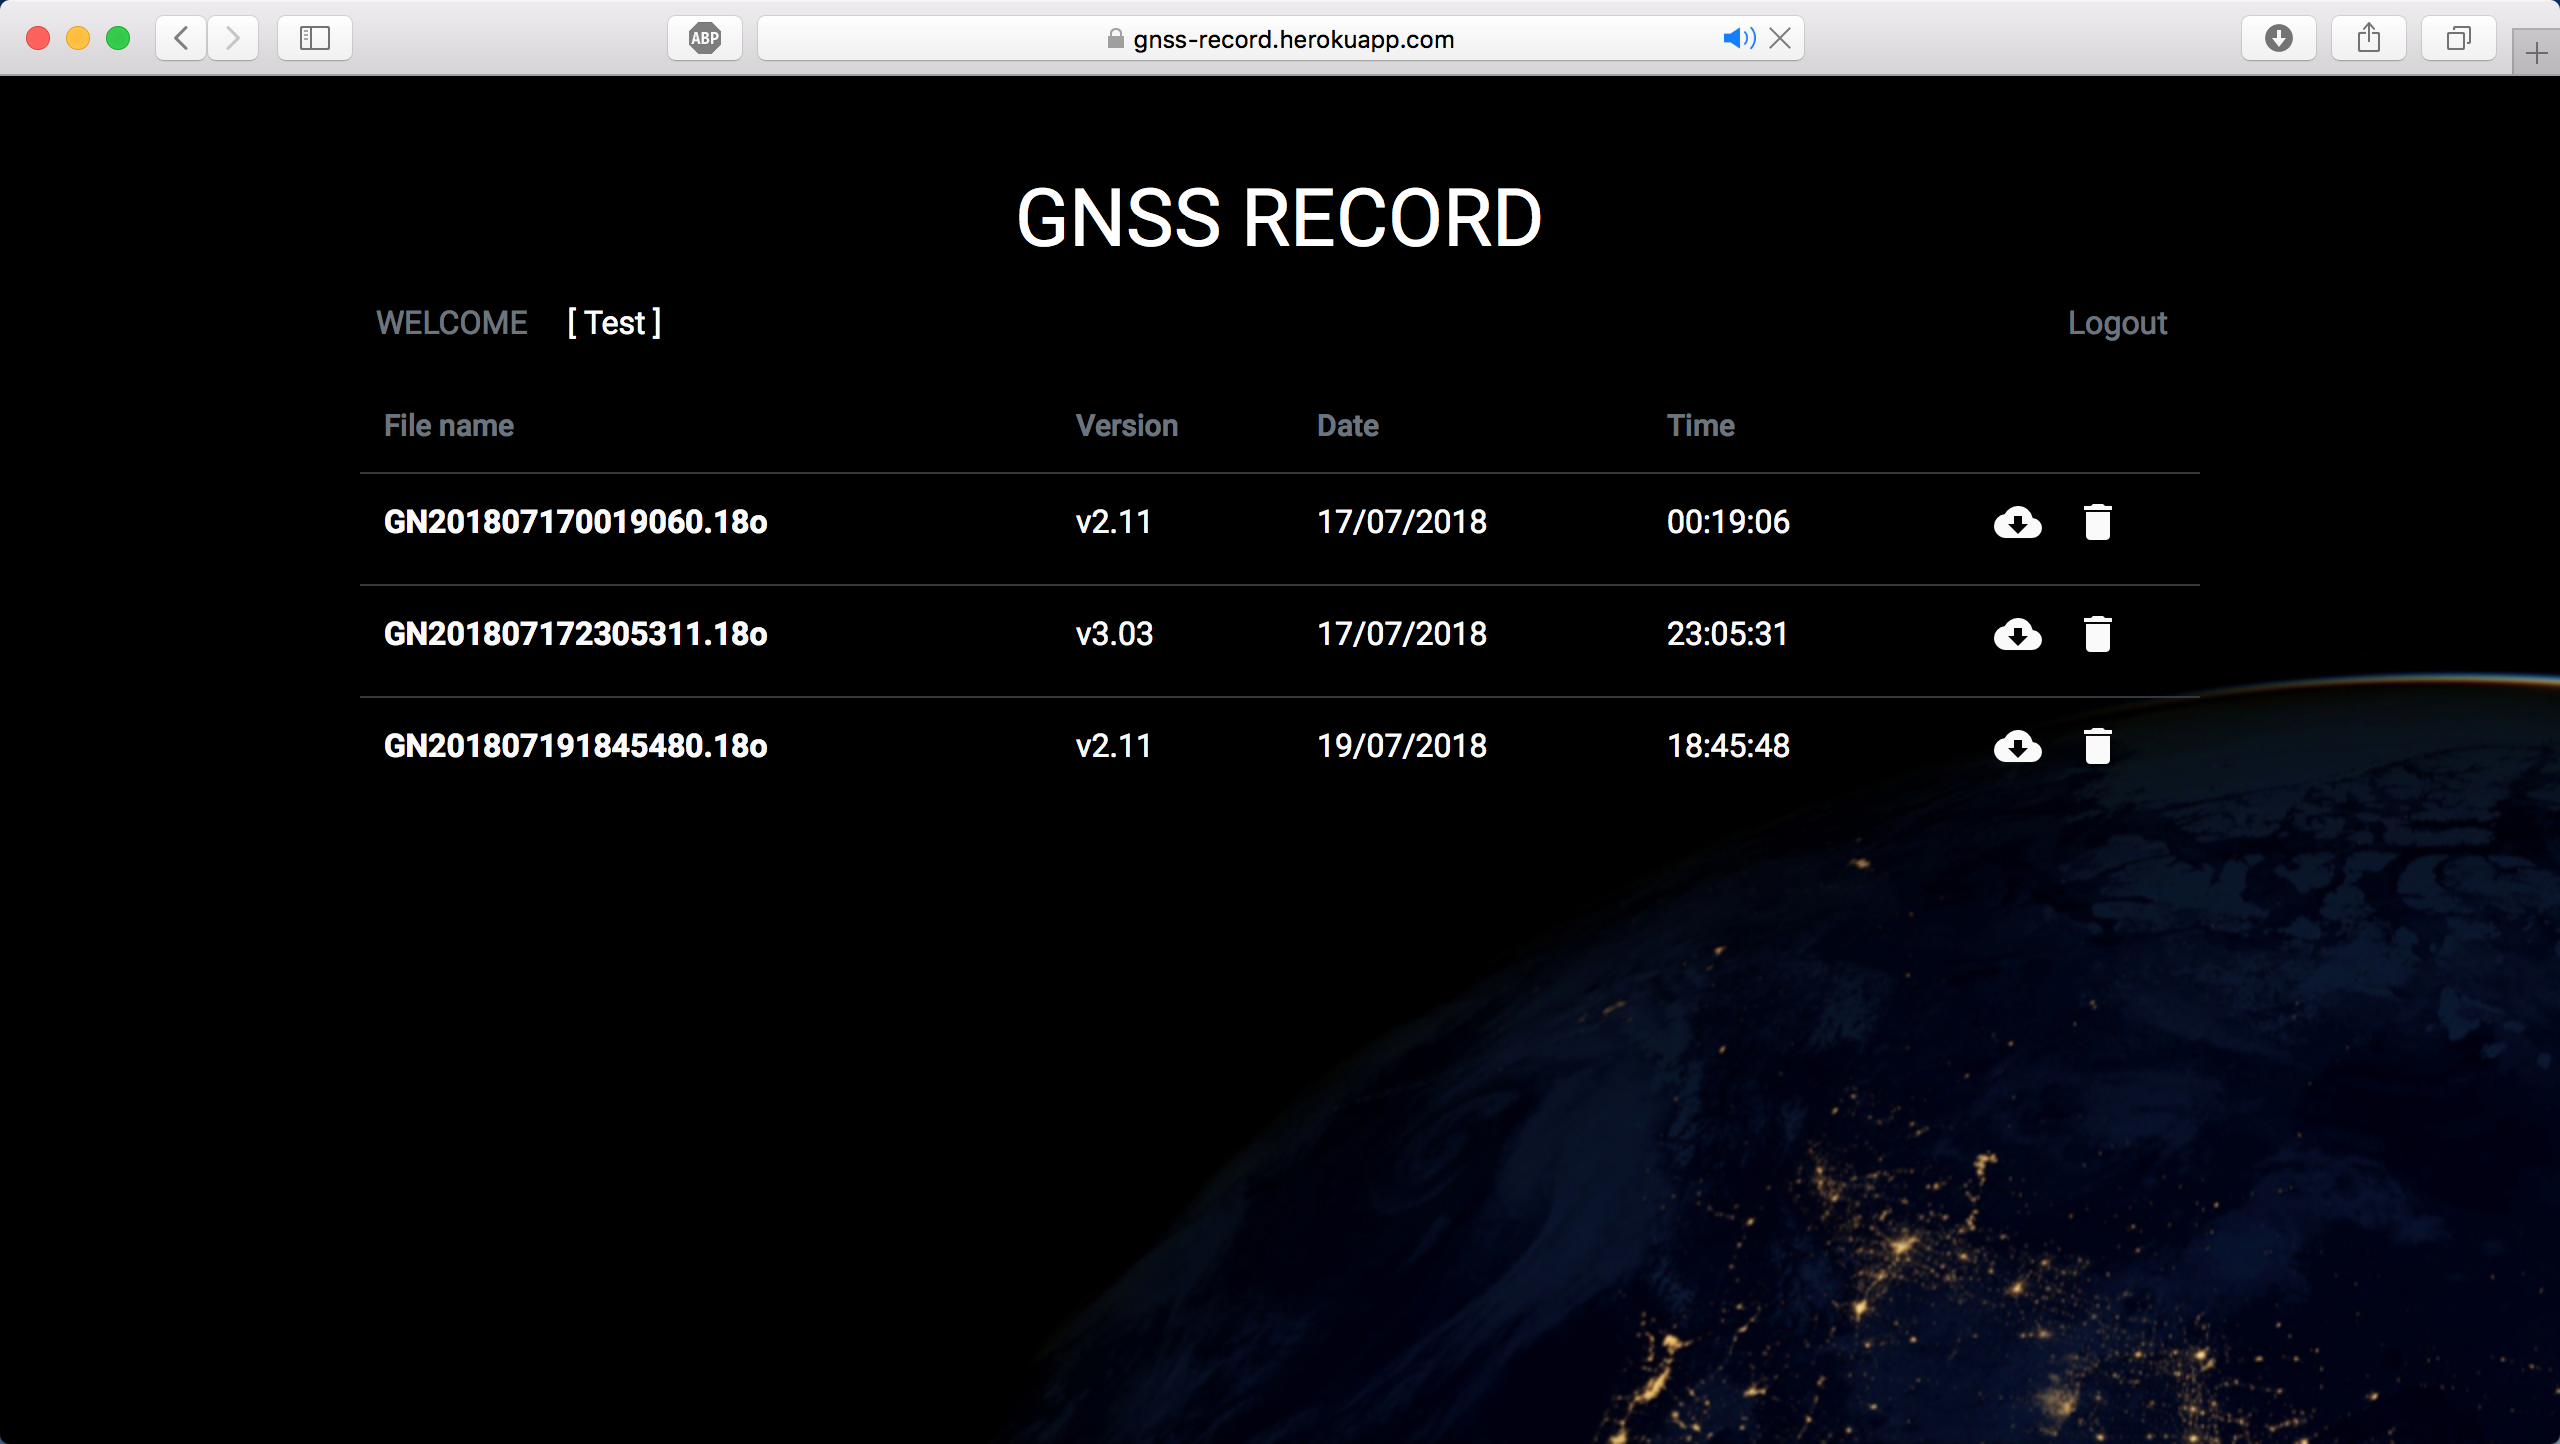 ABP
gnss-record.herokuapp.com
GNSS RECORD
WELCOME [ Test ] Logout
File name Version Date Time
GN201807170019060.18o v2.11 17/07/2018 00:19:06
GN201807172305311.18o v3.03 17/07/2018 23:05:31
GN201807191845480.18o v2.11 19/07/2018 18:45:48